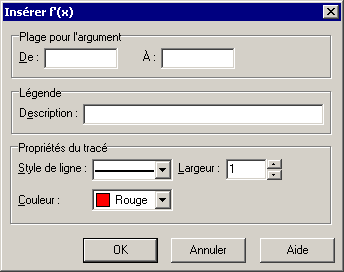 Insérer f'(x)
Plage pour l'argument
De : À :
Légende
Description :
Propriétés du tracé
Style de ligne : Largeur : 1
Couleur : Rouge
OK Annuler Aide